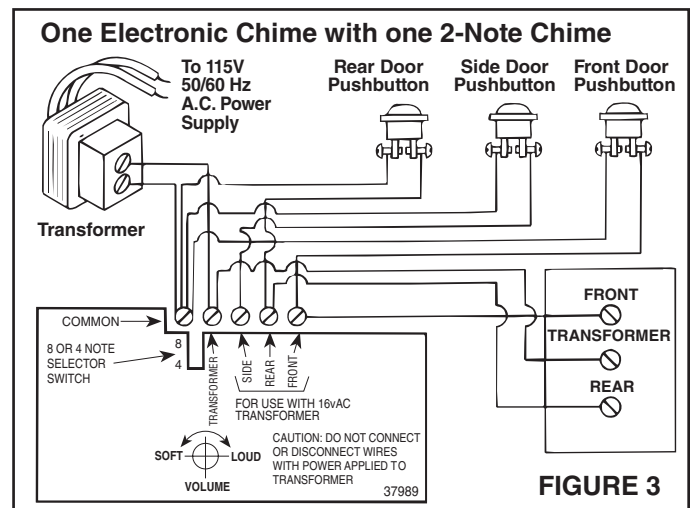 One Electronic Chime with one 2-Note Chime
To 115V
50/60 Hz
A.C. Power
Supply
Rear Door
Pushbutton
Side Door
Pushbutton
Front Door
Pushbutton
Transformer
COMMON
8 OR 4 NOTE
SELECTOR
SWITCH
8
4
TRANSFORMER
SIDE
REAR
FRONT
FOR USE WITH 16vAC
TRANSFORMER
SOFT
LOUD
VOLUME
CAUTION: DO NOT CONNECT
OR DISCONNECT WIRES
WITH POWER APPLIED TO
TRANSFORMER
37989
FRONT
TRANSFORMER
REAR
FIGURE 3